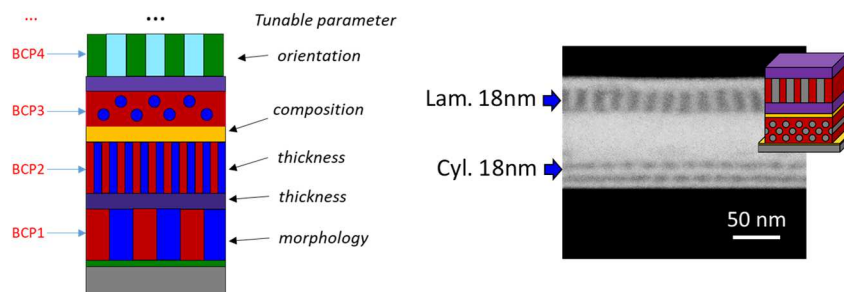 ...
...
Tunable parameter
BCP4
orientation
BCP3
composition
BCP2
thickness
thickness
BCP1
morphology
Lam. 18nm
Cyl. 18nm
50 nm